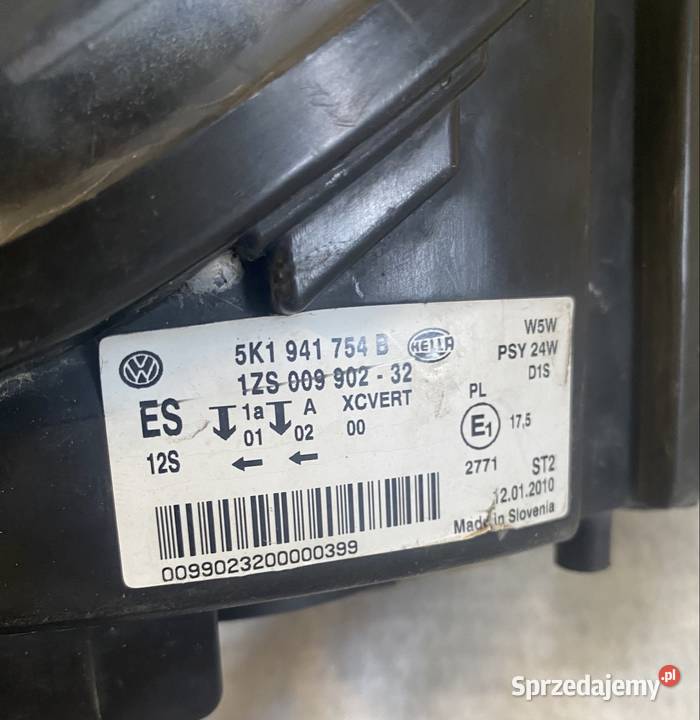 5K1 941 754 B HELLA
1ZS 009 902 - 32
W5W
PSY 24W
D1S
ES 1a A XCVERT
01 02 00
12S
PL
E1 17,5
2771 ST2
12.01.2010
Made in Slovenia
0099023200000399
Sprzedajemy.pl